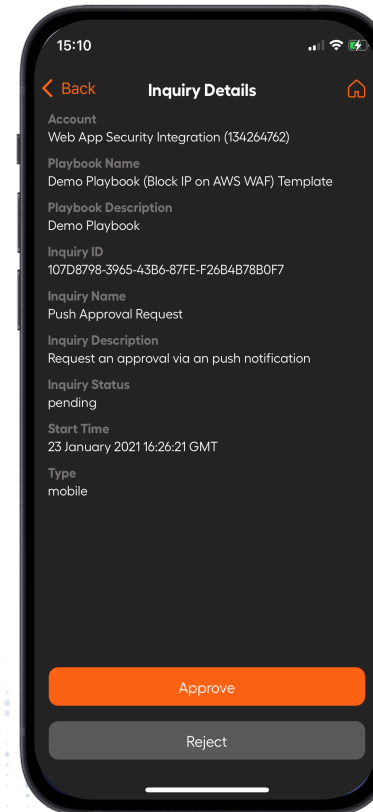 15:10
Back
Inquiry Details
Account
Web App Security Integration (134264762)
Playbook Name
Demo Playbook (Block IP on AWS WAF) Template
Playbook Description
Demo Playbook
Inquiry ID
107D8798-3965-43B6-87FE-F26B4B78B0F7
Inquiry Name
Push Approval Request
Inquiry Description
Request an approval via an push notification
Inquiry Status
pending
Start Time
23 January 2021 16:26:21 GMT
Type
mobile
Approve
Reject